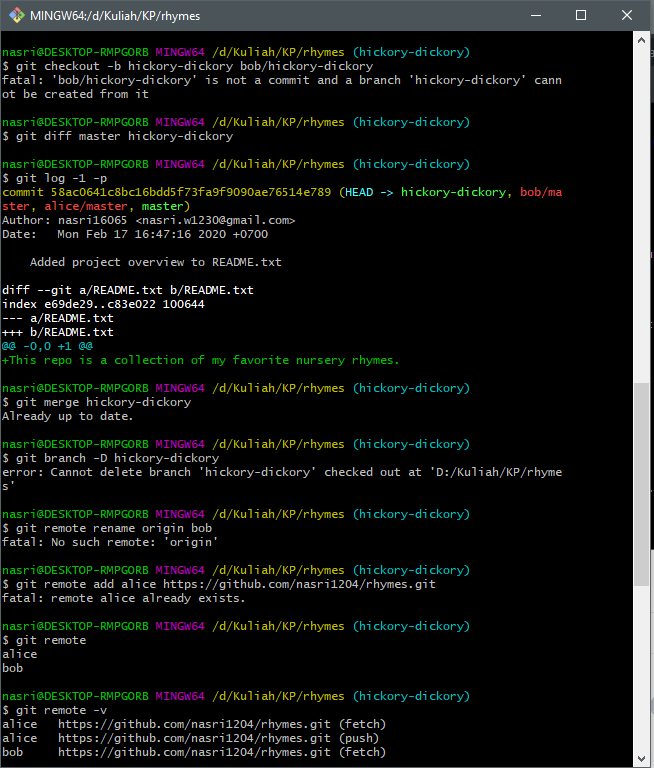 MINGW64:/d/Kuliah/KP/rhymes
nasri@DESKTOP-RMPGORB MINGW64 /d/Kuliah/KP/rhymes (hickory-dickory)
$ git checkout -b hickory-dickory bob/hickory-dickory
fatal: 'bob/hickory-dickory' is not a commit and a branch 'hickory-dickory' cann
ot be created from it
nasri@DESKTOP-RMPGORB MINGW64 /d/Kuliah/KP/rhymes (hickory-dickory)
$ git diff master hickory-dickory
nasri@DESKTOP-RMPGORB MINGW64 /d/Kuliah/KP/rhymes (hickory-dickory)
$ git log -1 -p
commit 58ac0641c8bc16bdd5f73fa9f9090ae76514e789 (HEAD -> hickory-dickory, bob/ma
ster, alice/master, master)
Author: nasri16065 <nasri.w1230@gmail.com>
Date:   Mon Feb 17 16:47:16 2020 +0700
    Added project overview to README.txt
diff --git a/README.txt b/README.txt
index e69de29..c83e022 100644
--- a/README.txt
+++ b/README.txt
@@ -0,0 +1 @@
+This repo is a collection of my favorite nursery rhymes.
nasri@DESKTOP-RMPGORB MINGW64 /d/Kuliah/KP/rhymes (hickory-dickory)
$ git merge hickory-dickory
Already up to date.
nasri@DESKTOP-RMPGORB MINGW64 /d/Kuliah/KP/rhymes (hickory-dickory)
$ git branch -D hickory-dickory
error: Cannot delete branch 'hickory-dickory' checked out at 'D:/Kuliah/KP/rhyme
s'
nasri@DESKTOP-RMPGORB MINGW64 /d/Kuliah/KP/rhymes (hickory-dickory)
$ git remote rename origin bob
fatal: No such remote: 'origin'
nasri@DESKTOP-RMPGORB MINGW64 /d/Kuliah/KP/rhymes (hickory-dickory)
$ git remote add alice https://github.com/nasri1204/rhymes.git
fatal: remote alice already exists.
nasri@DESKTOP-RMPGORB MINGW64 /d/Kuliah/KP/rhymes (hickory-dickory)
$ git remote
alice
bob
nasri@DESKTOP-RMPGORB MINGW64 /d/Kuliah/KP/rhymes (hickory-dickory)
$ git remote -v
alice   https://github.com/nasri1204/rhymes.git (fetch)
alice   https://github.com/nasri1204/rhymes.git (push)
bob     https://github.com/nasri1204/rhymes.git (fetch)